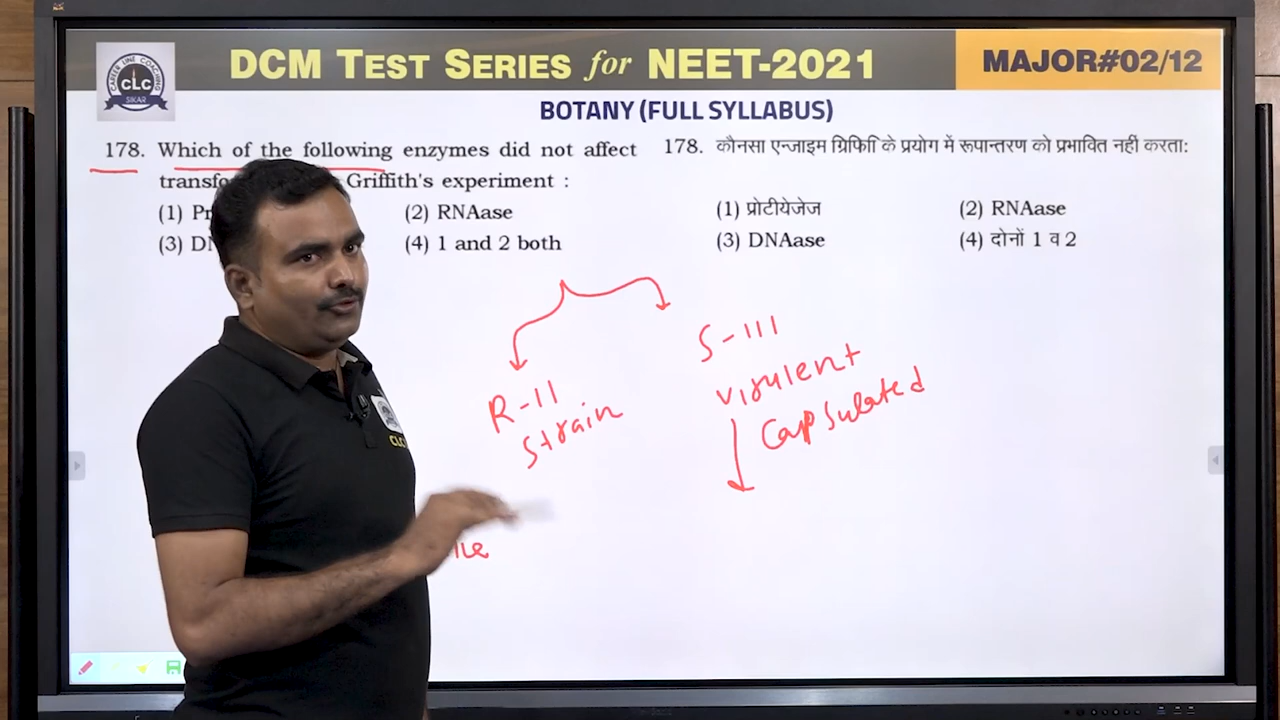 CAREER LINE COACHING
CLC
SIKAR
DCM TEST SERIES for NEET-2021
MAJOR#02/12
BOTANY (FULL SYLLABUS)
178. Which of the following enzymes did not affect
Griffith's experiment :
(1) Pr
(2) RNAase
(3) DN
(4) 1 and 2 both
178. कौनसा एन्जाइम ग्रिफिि के प्रयोग में रूपान्तरण को प्रभावित नहीं करता:
(1) प्रोटीयेजेज
(2) RNAase
(3) DNAase
(4) दोनों 1 व 2
R-11
Strain
S-111
virulent
Capsulated
CLC